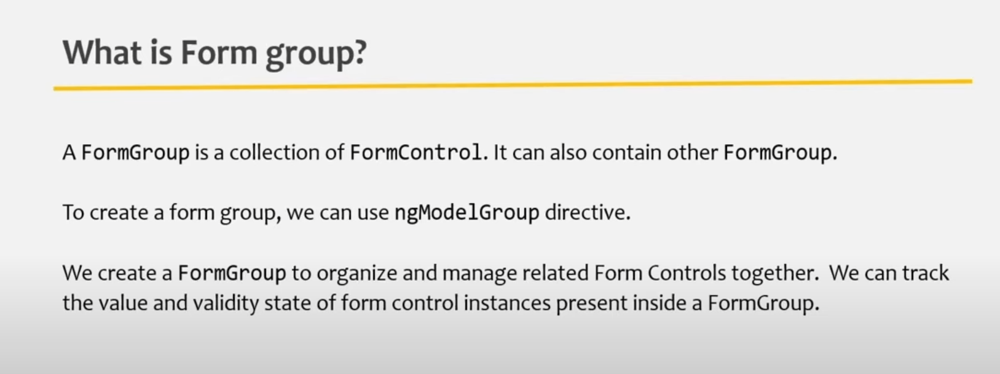 What is Form group?
A FormGroup is a collection of FormControl. It can also contain other FormGroup.
To create a form group, we can use ngModelGroup directive.
We create a FormGroup to organize and manage related Form Controls together.  We can track
the value and validity state of form control instances present inside a FormGroup.